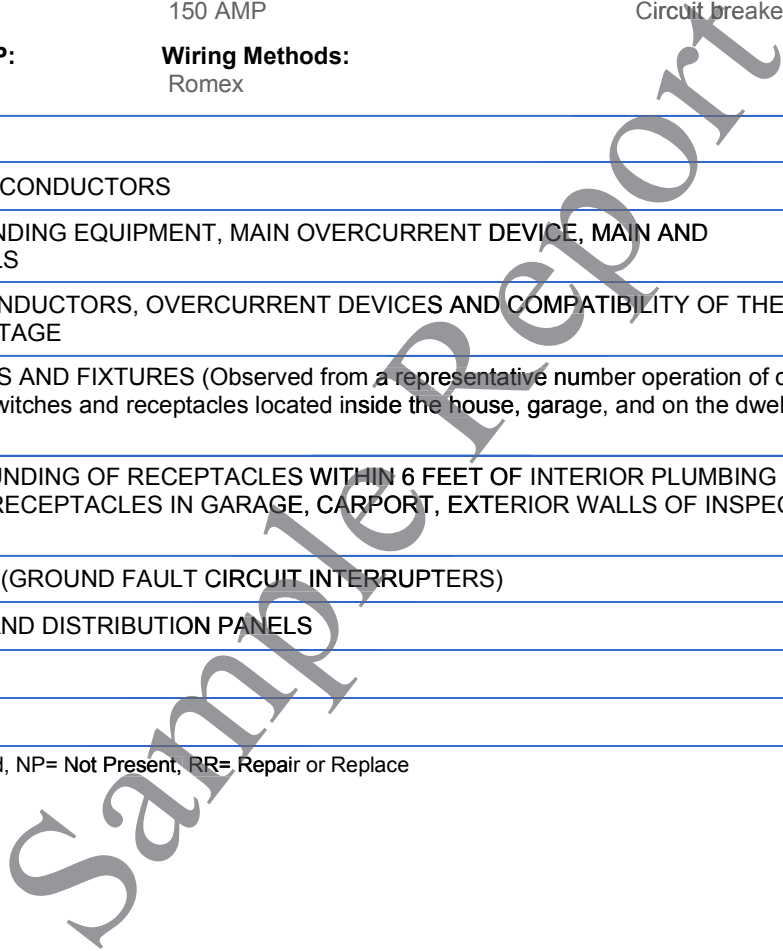 150 AMP Circuit breake
P: Wiring Methods:
Romex
CONDUCTORS
NDING EQUIPMENT, MAIN OVERCURRENT DEVICE, MAIN AND
LS
NDUCTORS, OVERCURRENT DEVICES AND COMPATIBILITY OF THE
TAGE
S AND FIXTURES (Observed from a representative number operation of c
witches and receptacles located inside the house, garage, and on the dwel
UNDING OF RECEPTACLES WITHIN 6 FEET OF INTERIOR PLUMBING
RECEPTACLES IN GARAGE, CARPORT, EXTERIOR WALLS OF INSPEC
(GROUND FAULT CIRCUIT INTERRUPTERS)
AND DISTRIBUTION PANELS
d, NP= Not Present, RR= Repair or Replace
Sample Report